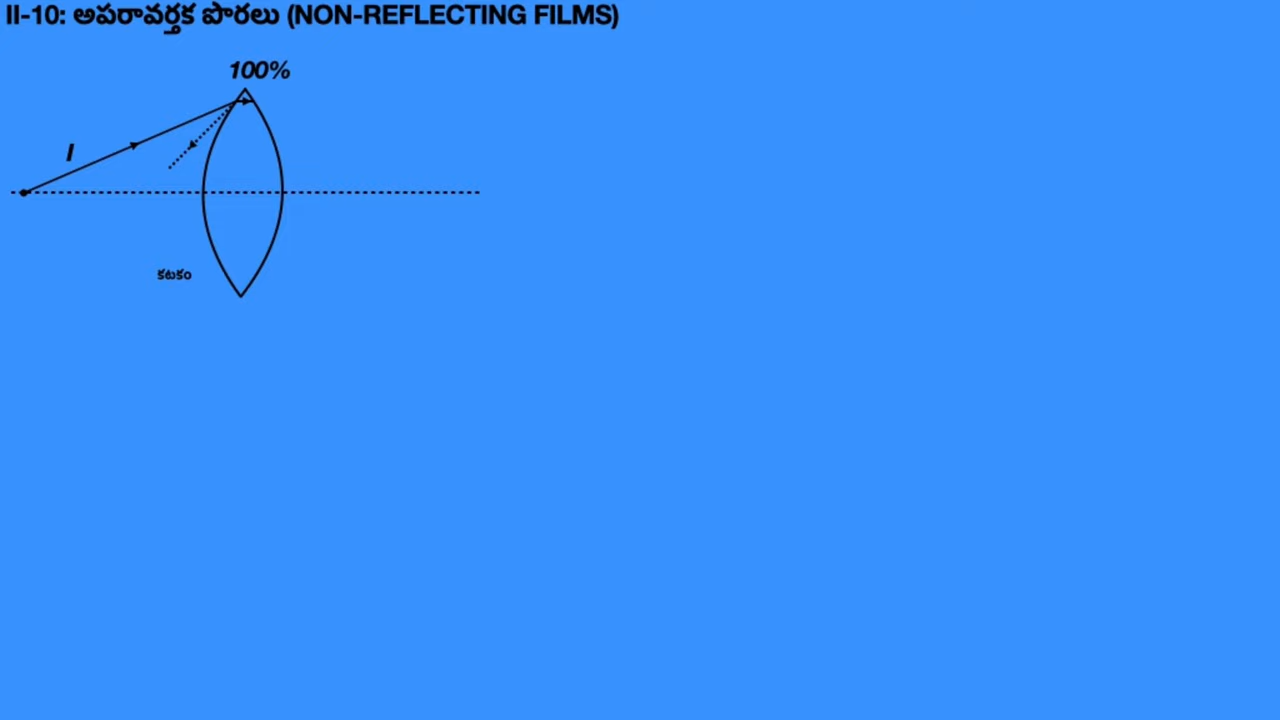 II-10: అపరావర్తక పొరలు (NON-REFLECTING FILMS)
100%
I
కటకం